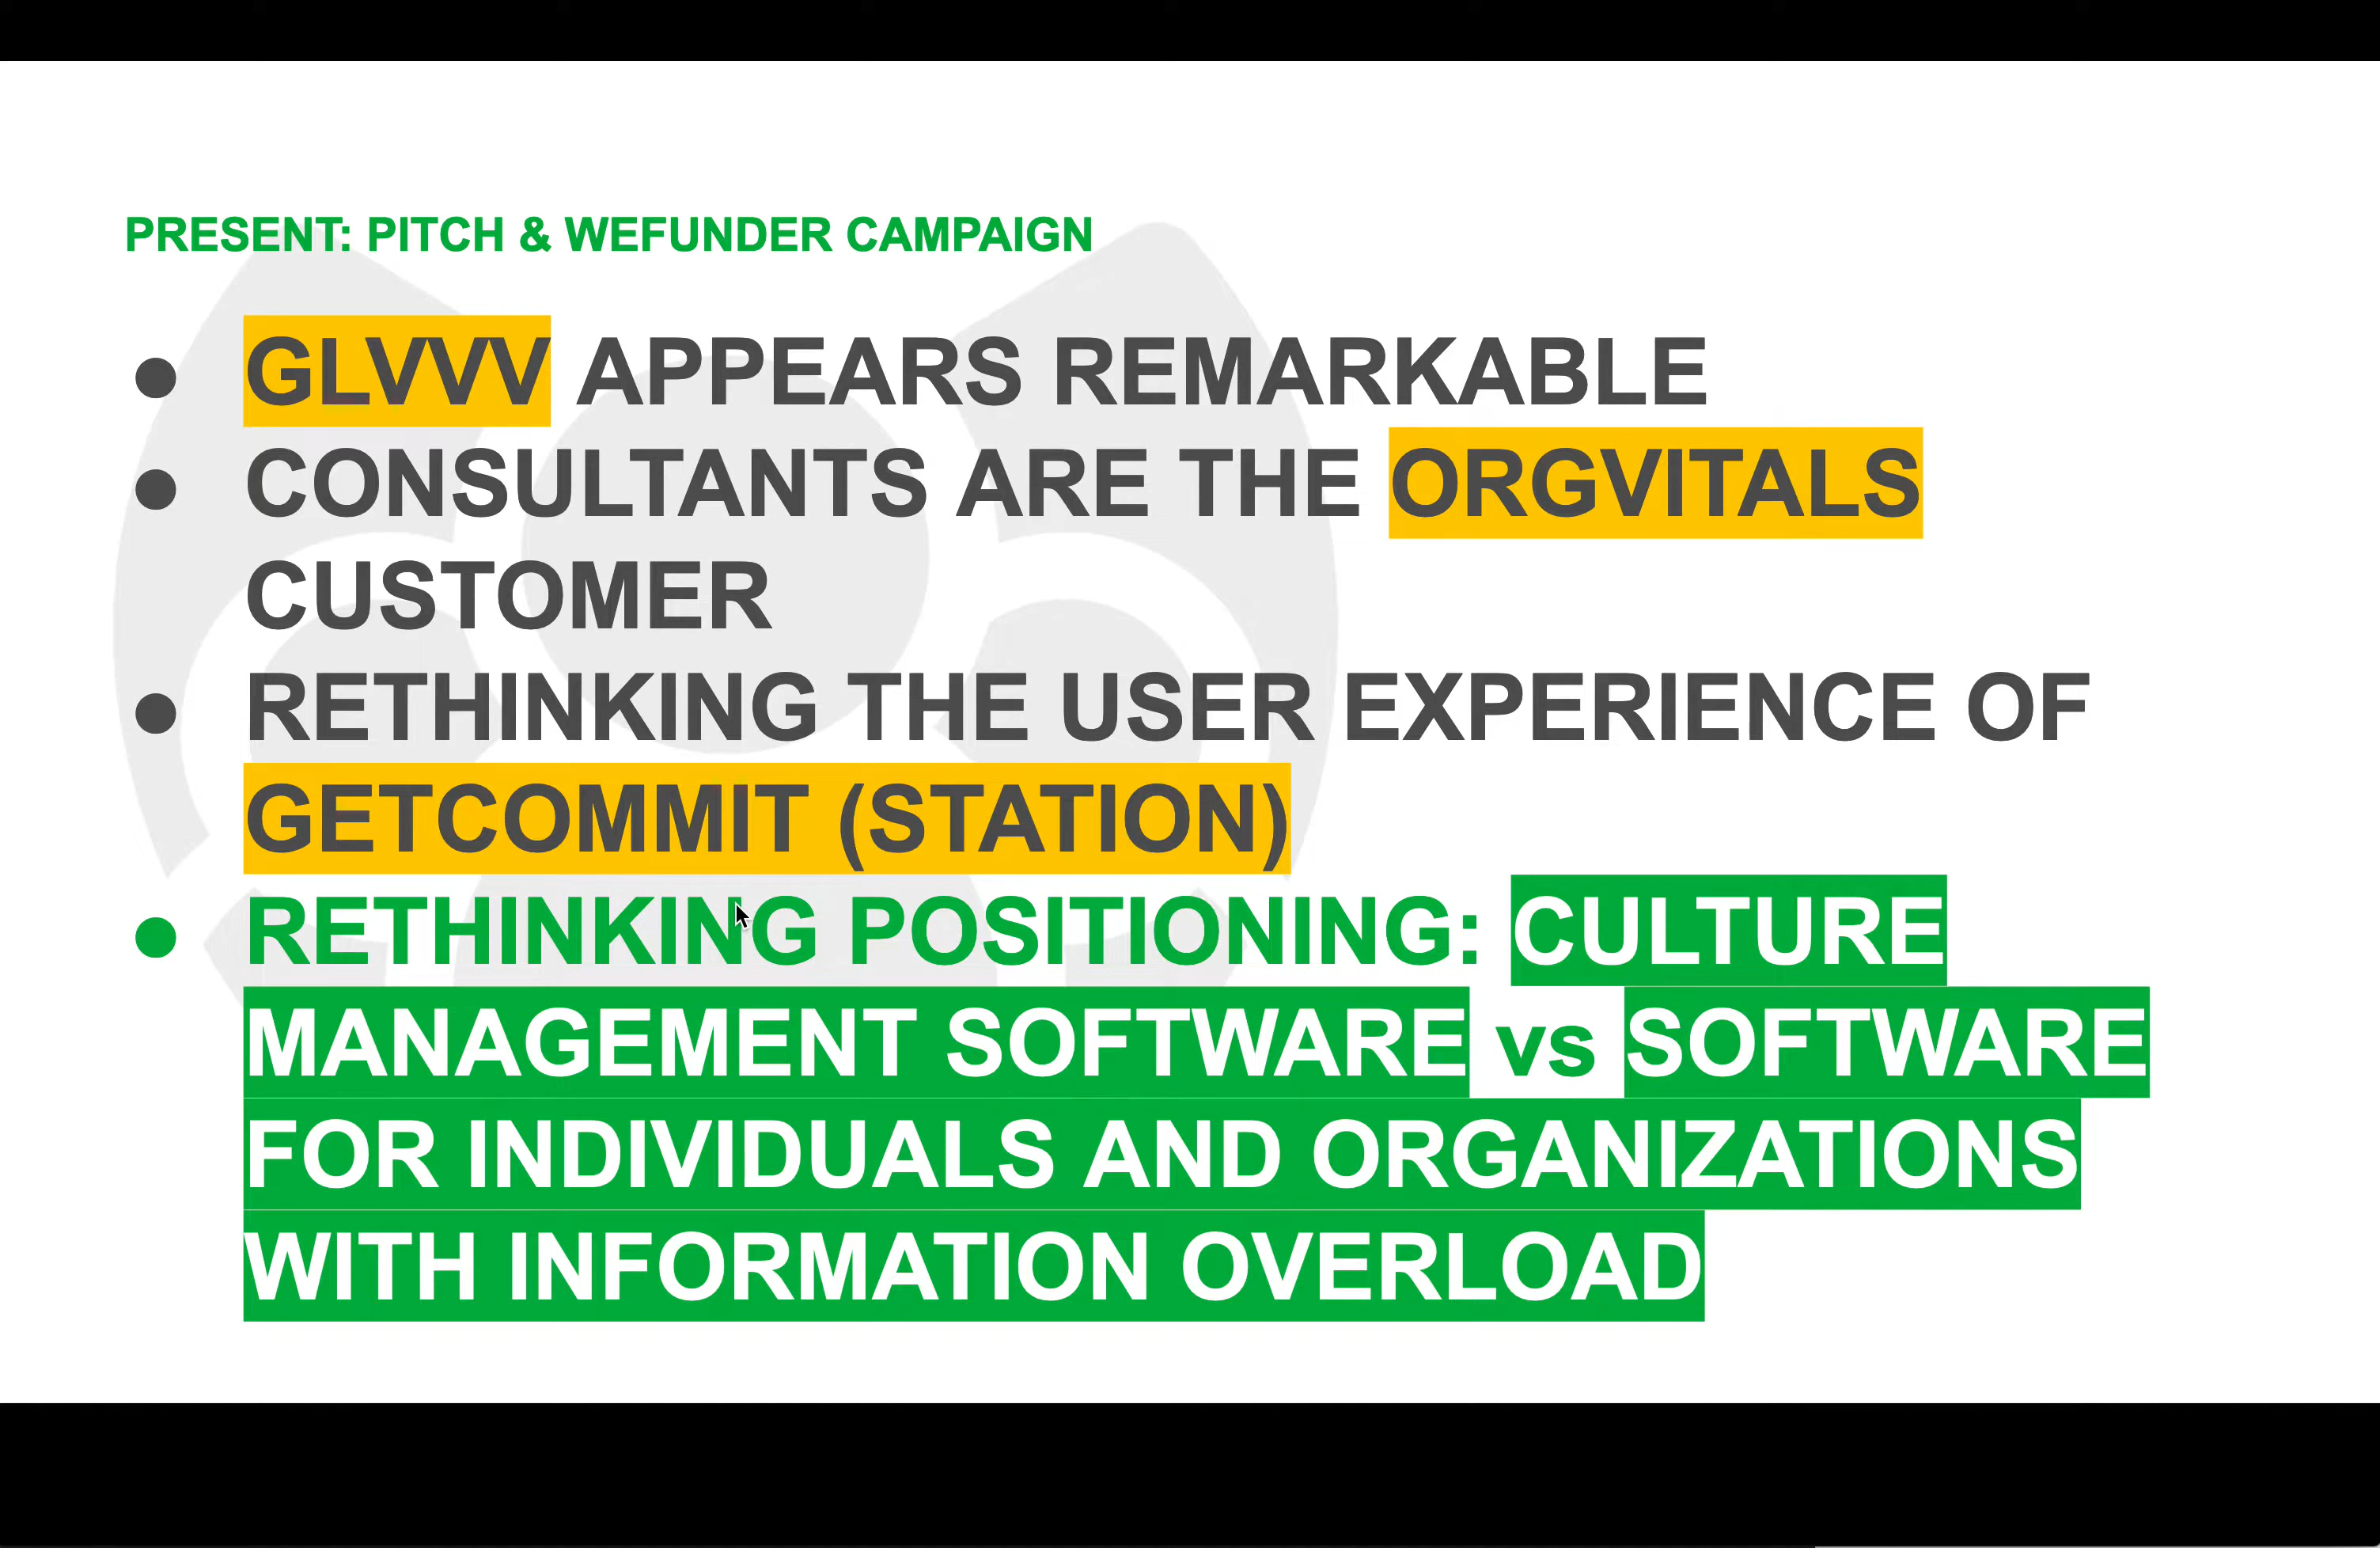 PRESENT: PITCH & WEFUNDER CAMPAIGN
● GLVVV APPEARS REMARKABLE
● CONSULTANTS ARE THE ORGVITALS
CUSTOMER
● RETHINKING THE USER EXPERIENCE OF
GETCOMMIT (STATION)
● RETHINKING POSITIONING: CULTURE
MANAGEMENT SOFTWARE vs SOFTWARE
FOR INDIVIDUALS AND ORGANIZATIONS
WITH INFORMATION OVERLOAD